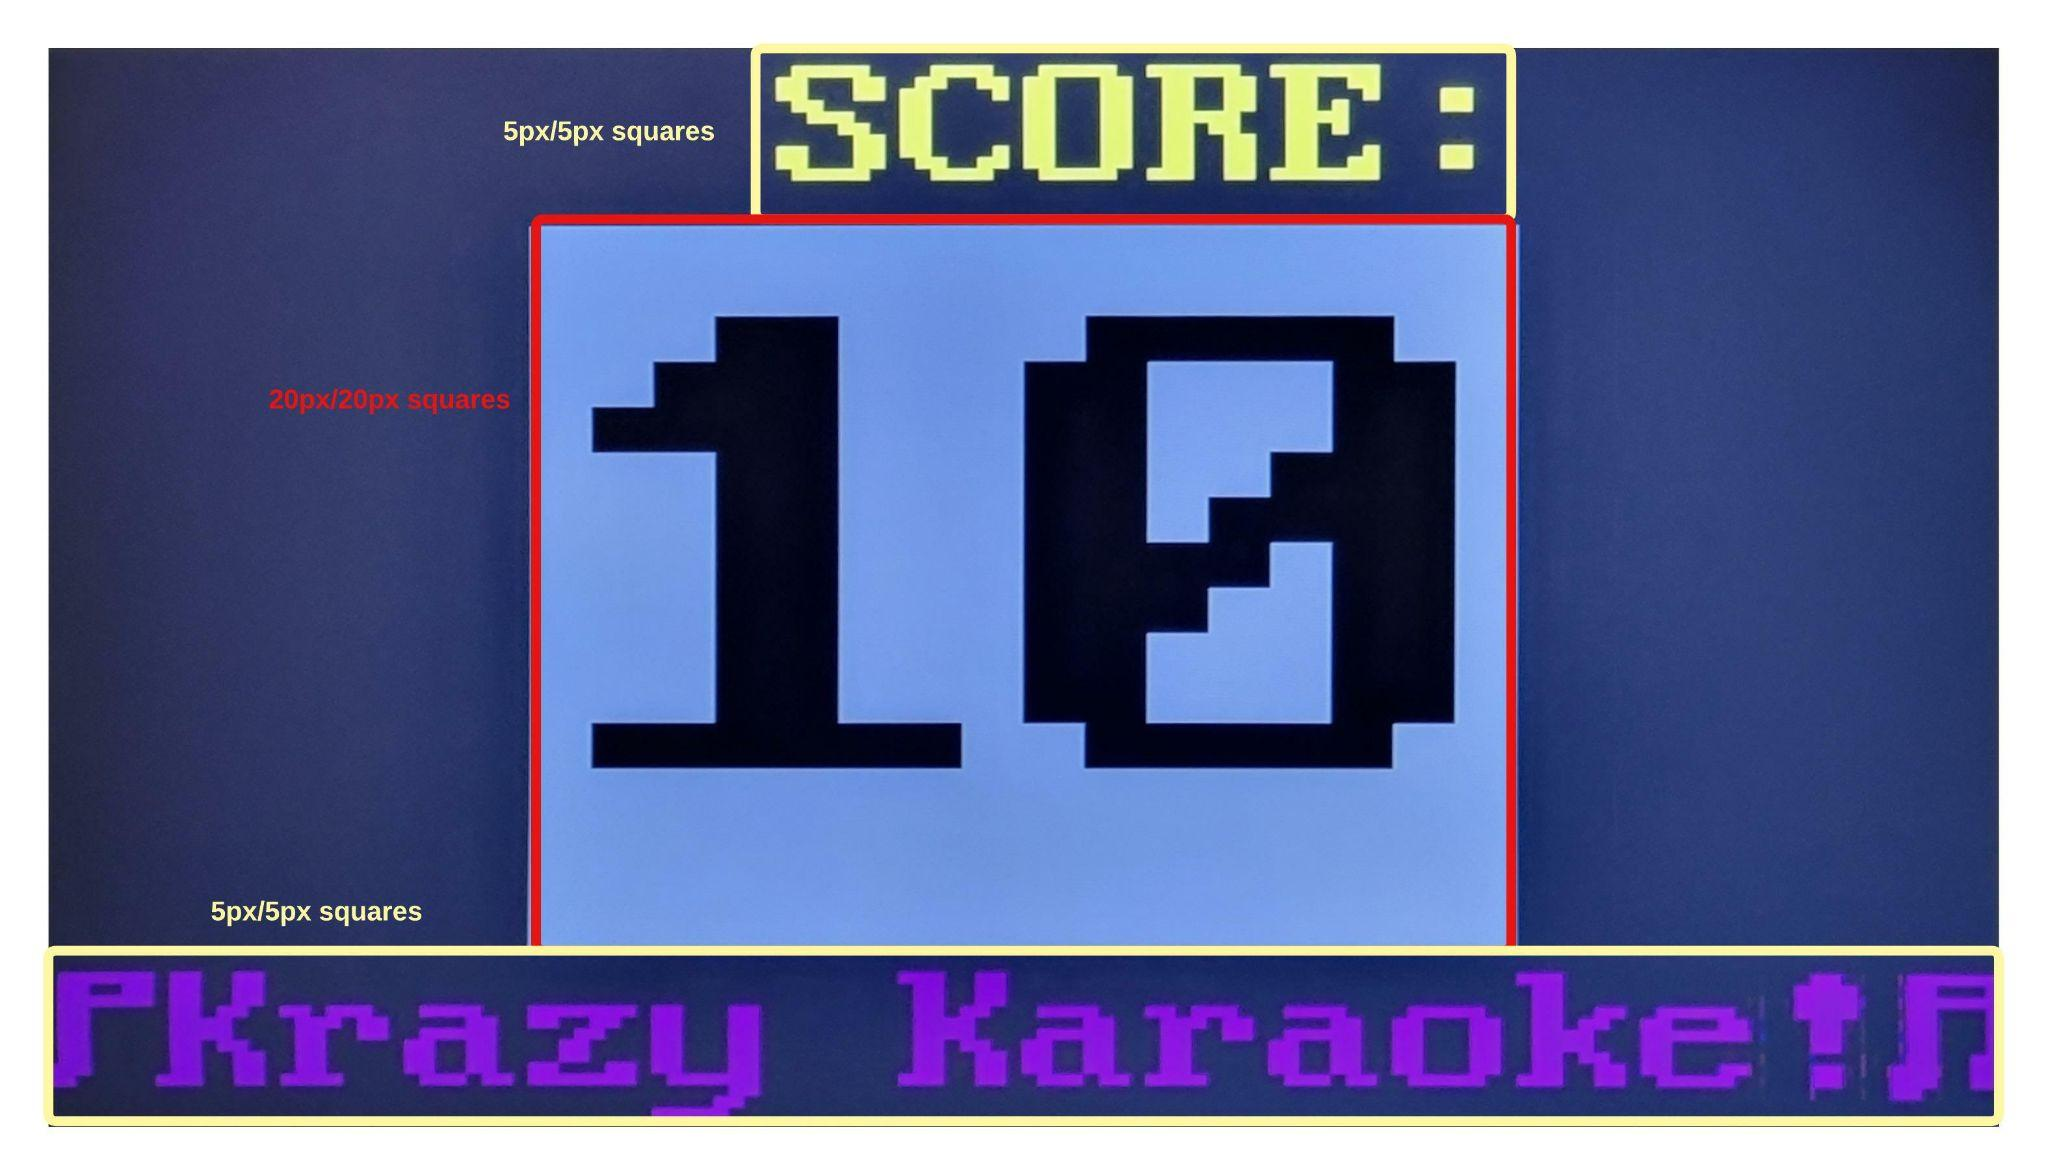 SCORE:
5px/5px squares
20px/20px squares
10
5px/5px squares
♪Krazy Karaoke!♫